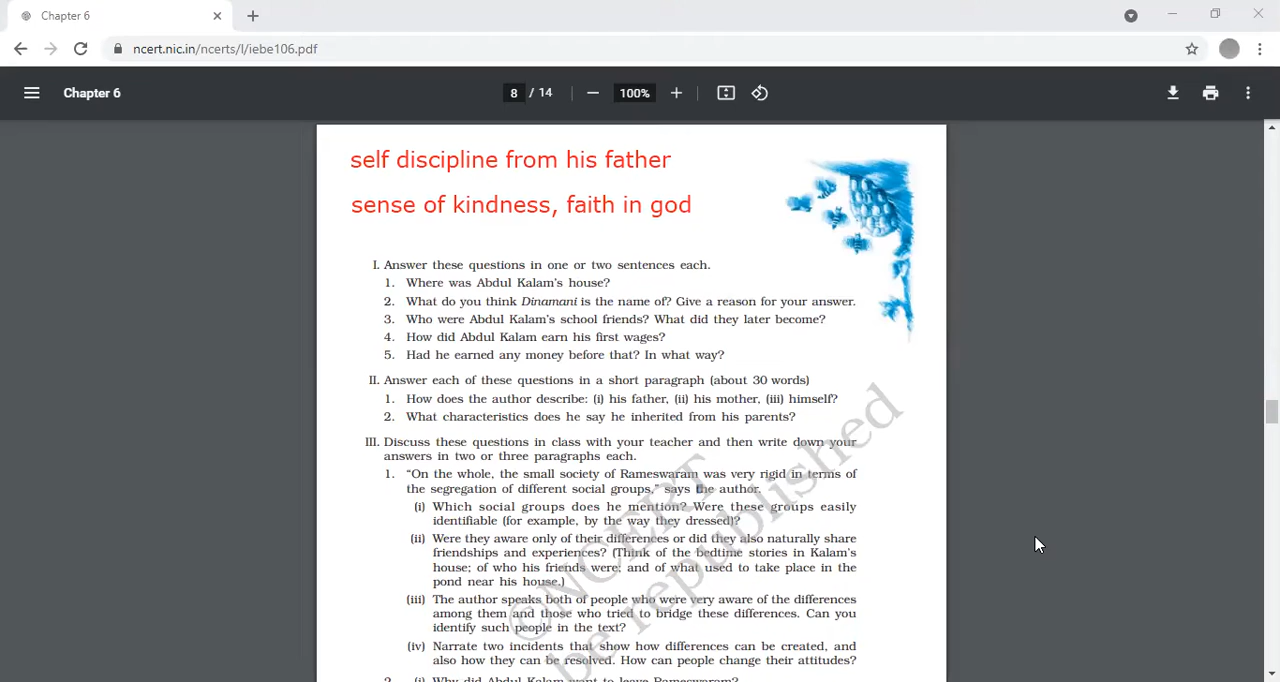 Chapter 6
ncert.nic.in/ncerts/l/iebe106.pdf
Chapter 6
8 / 14
100%
self discipline from his father
sense of kindness, faith in god
I. Answer these questions in one or two sentences each.
1. Where was Abdul Kalam's house?
2. What do you think Dinamani is the name of? Give a reason for your answer.
3. Who were Abdul Kalam's school friends? What did they later become?
4. How did Abdul Kalam earn his first wages?
5. Had he earned any money before that? In what way?
II. Answer each of these questions in a short paragraph (about 30 words)
1. How does the author describe: (i) his father, (ii) his mother, (iii) himself?
2. What characteristics does he say he inherited from his parents?
III. Discuss these questions in class with your teacher and then write down your
answers in two or three paragraphs each.
1. “On the whole, the small society of Rameswaram was very rigid in terms of
the segregation of different social groups,” says the author.
(i) Which social groups does he mention? Were these groups easily
identifiable (for example, by the way they dressed)?
(ii) Were they aware only of their differences or did they also naturally share
friendships and experiences? (Think of the bedtime stories in Kalam's
house; of who his friends were; and of what used to take place in the
pond near his house.)
(iii) The author speaks both of people who were very aware of the differences
among them and those who tried to bridge these differences. Can you
identify such people in the text?
(iv) Narrate two incidents that show how differences can be created, and
also how they can be resolved. How can people change their attitudes?
2. (i) Why did Abdul Kalam want to leave Rameswaram?
©NCERT
be republished